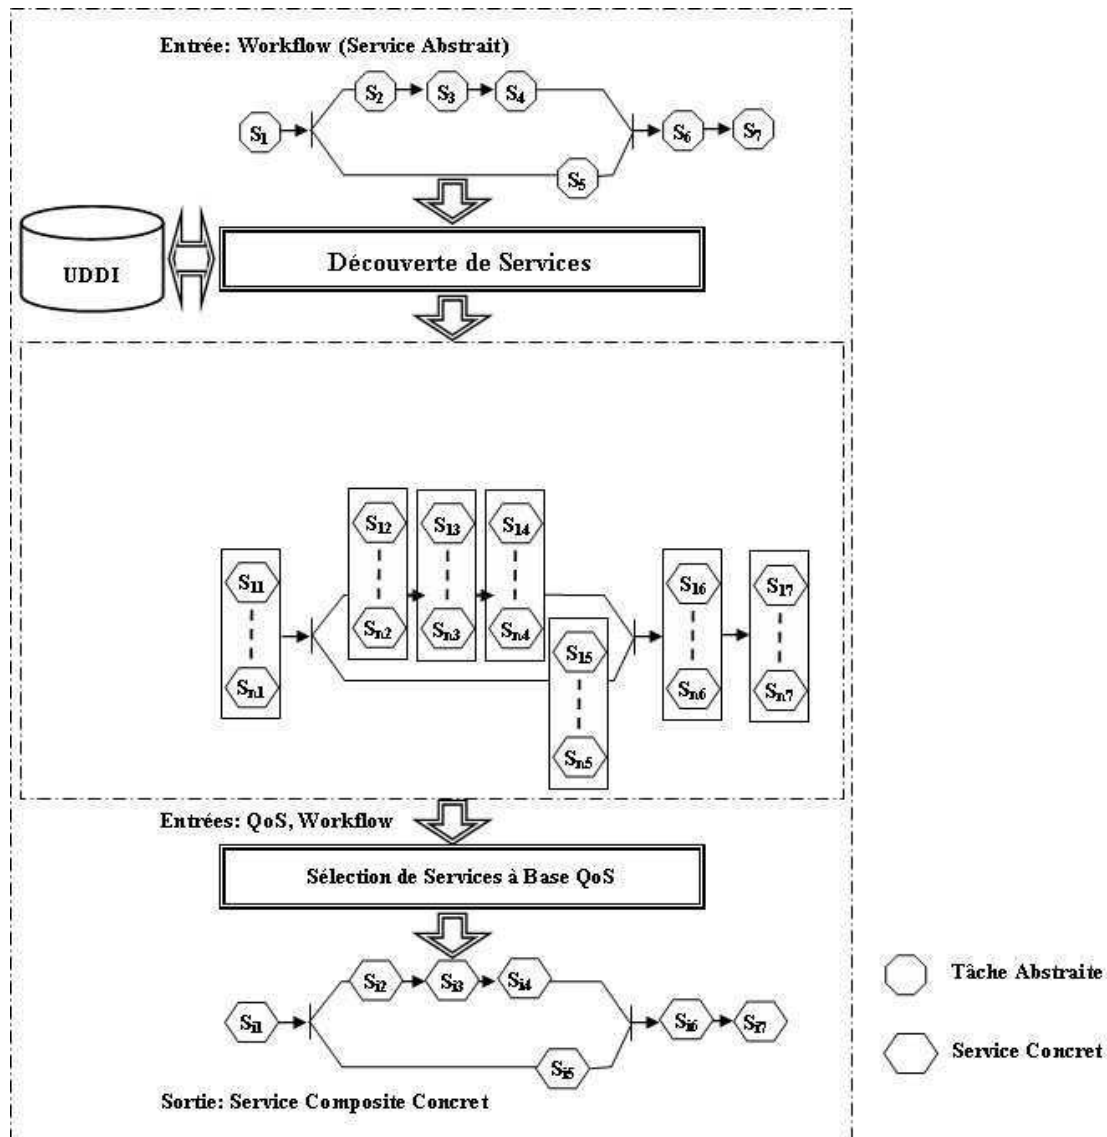 Entrée: Workflow (Service Abstrait)
S2 S3 S4
S1 S6 S7
S5
UDDI
Découverte de Services
S12 S13 S14
S11 S16 S17
Sn2 Sn3 Sn4
S15
Sn1 Sn6 Sn7
Sn5
Entrées: QoS, Workflow
Sélection de Services à Base QoS
Si2 Si3 Si4
Si1 Si6 Si7
Si5
Sortie: Service Composite Concret
Tâche Abstraite
Service Concret